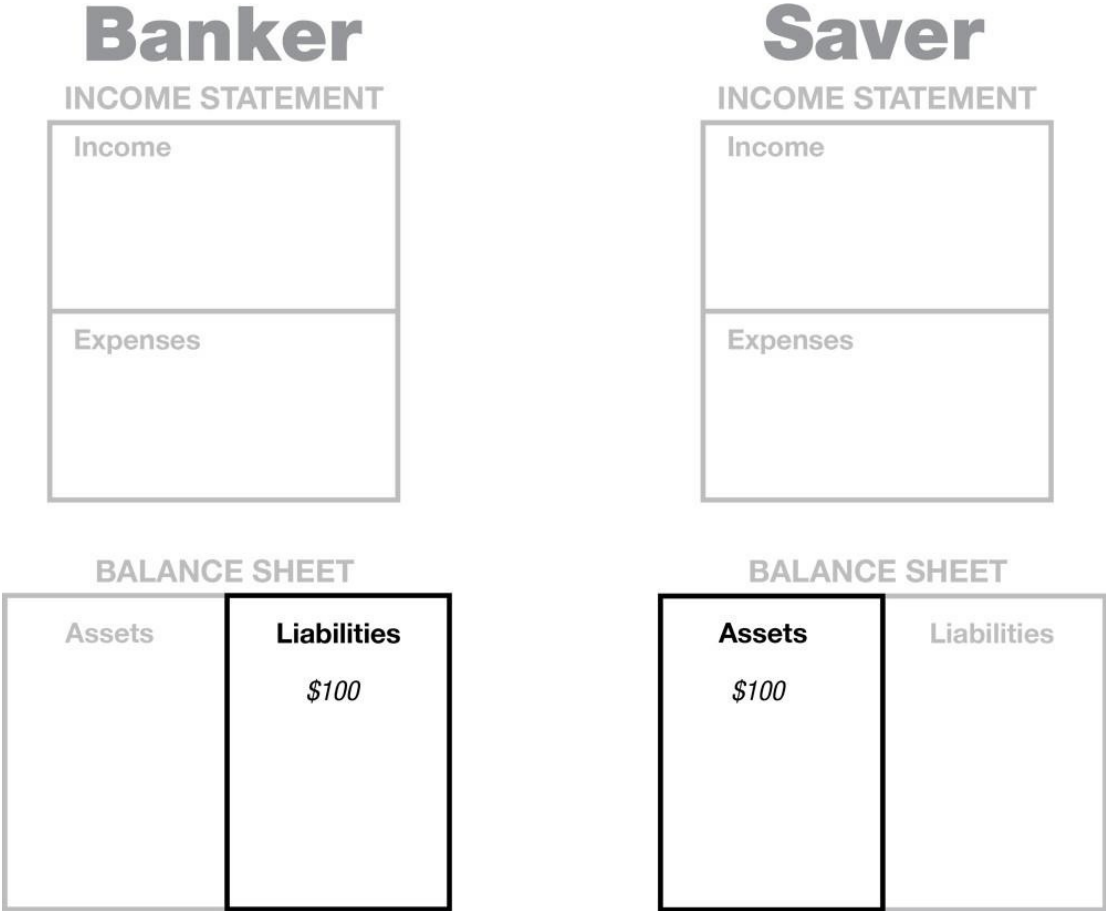 Banker
INCOME STATEMENT
Income
Expenses
BALANCE SHEET
Assets
Liabilities
$100
Saver
INCOME STATEMENT
Income
Expenses
BALANCE SHEET
Assets
$100
Liabilities